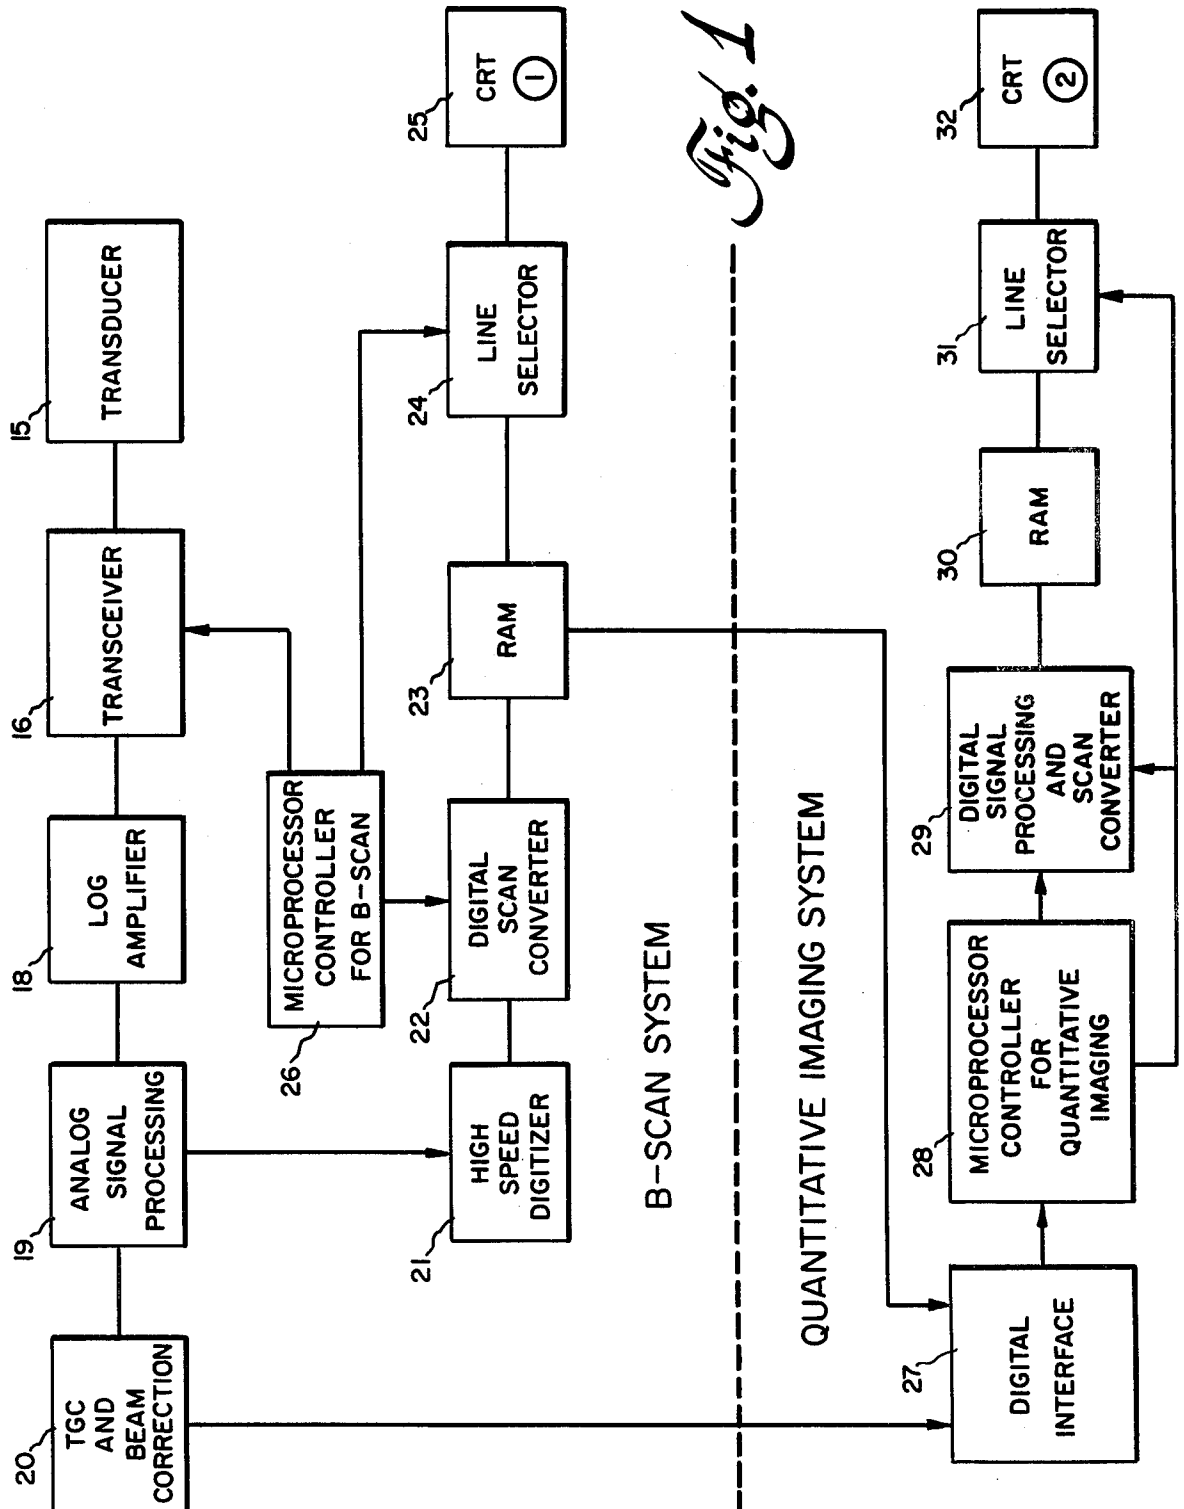 20
TGC
AND
BEAM
CORRECTION
19
ANALOG
SIGNAL
PROCESSING
18
LOG
AMPLIFIER
16
TRANSCEIVER
15
TRANSDUCER
26
MICROPROCESSOR
CONTROLLER
FOR B-SCAN
21
HIGH
SPEED
DIGITIZER
22
DIGITAL
SCAN
CONVERTER
23
RAM
24
LINE
SELECTOR
25
CRT
1
B-SCAN SYSTEM
Fig. 1
QUANTITATIVE IMAGING SYSTEM
27
DIGITAL
INTERFACE
28
MICROPROCESSOR
CONTROLLER
FOR
QUANTITATIVE
IMAGING
29
DIGITAL
SIGNAL
PROCESSING
AND
SCAN
CONVERTER
30
RAM
31
LINE
SELECTOR
32
CRT
2